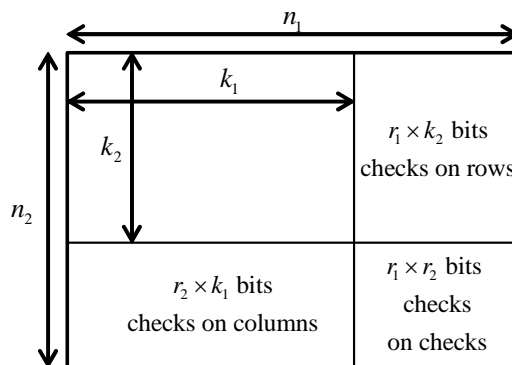 n₁
k₁
k₂
n₂
r₁ × k₂ bits
checks on rows
r₂ × k₁ bits
checks on columns
r₁ × r₂ bits
checks
on checks